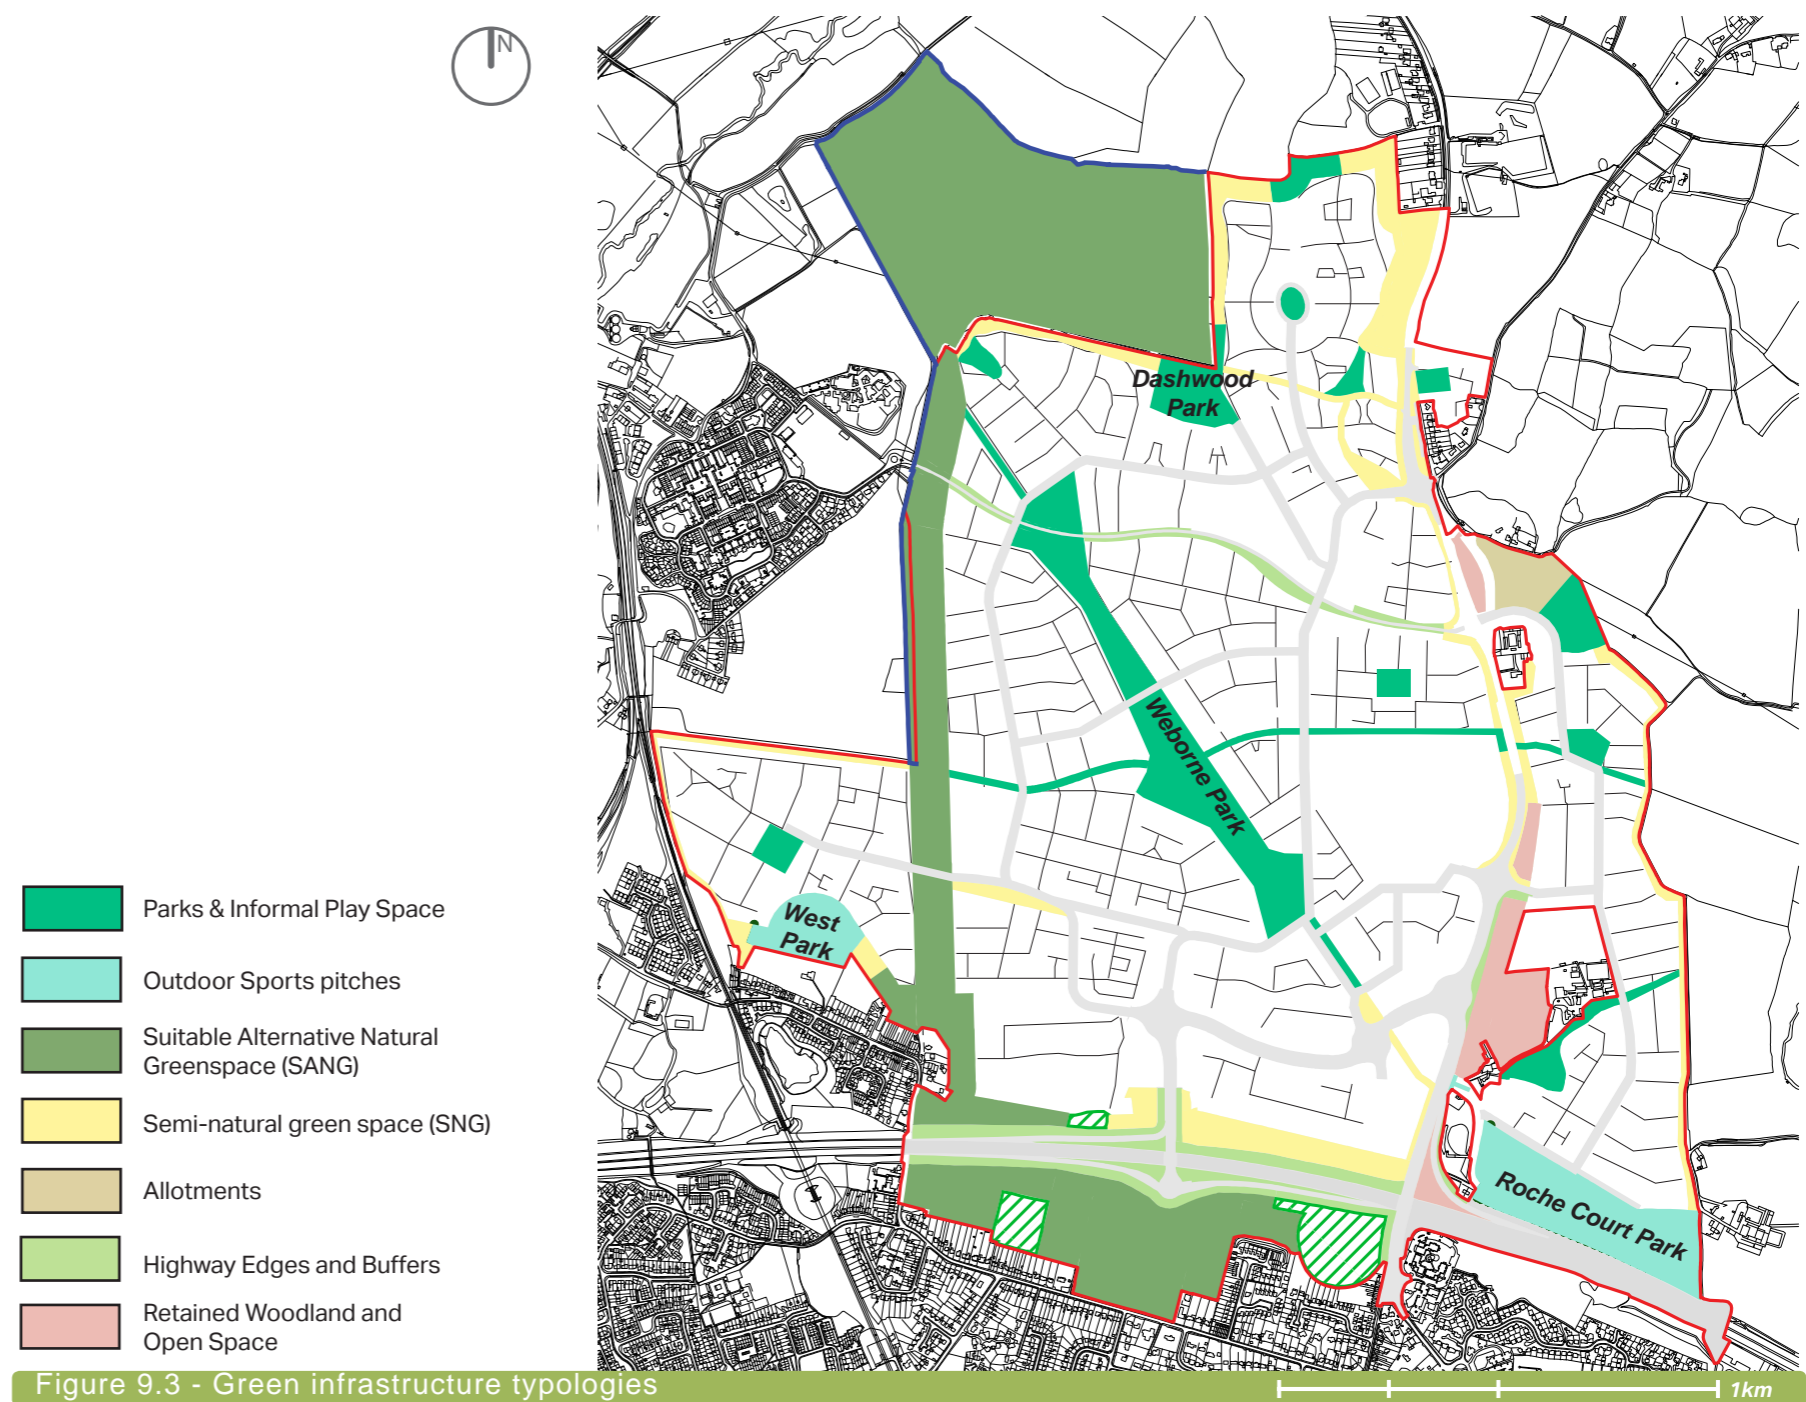 N
Dashwood
Park
Weborne Park
West
Park
Roche Court Park
Parks & Informal Play Space
Outdoor Sports pitches
Suitable Alternative Natural
Greenspace (SANG)
Semi-natural green space (SNG)
Allotments
Highway Edges and Buffers
Retained Woodland and
Open Space
Figure 9.3 - Green infrastructure typologies
1km